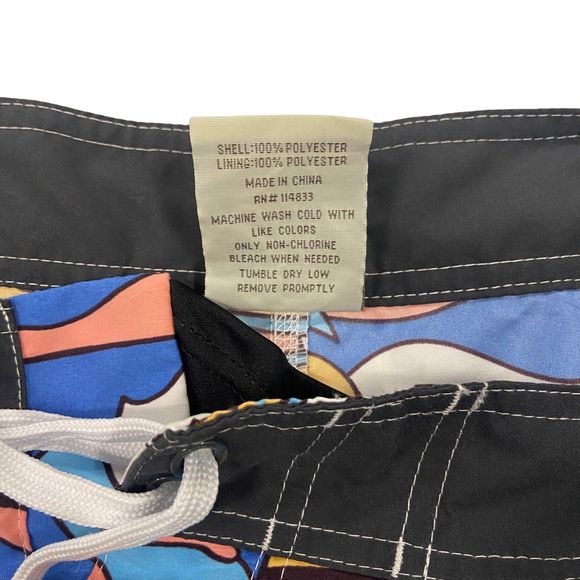 SHELL:100% POLYESTER
LINING:100% POLYESTER
MADE IN CHINA
RN# 114833
MACHINE WASH COLD WITH
LIKE COLORS
ONLY NON-CHLORINE
BLEACH WHEN NEEDED
TUMBLE DRY LOW
REMOVE PROMPTLY